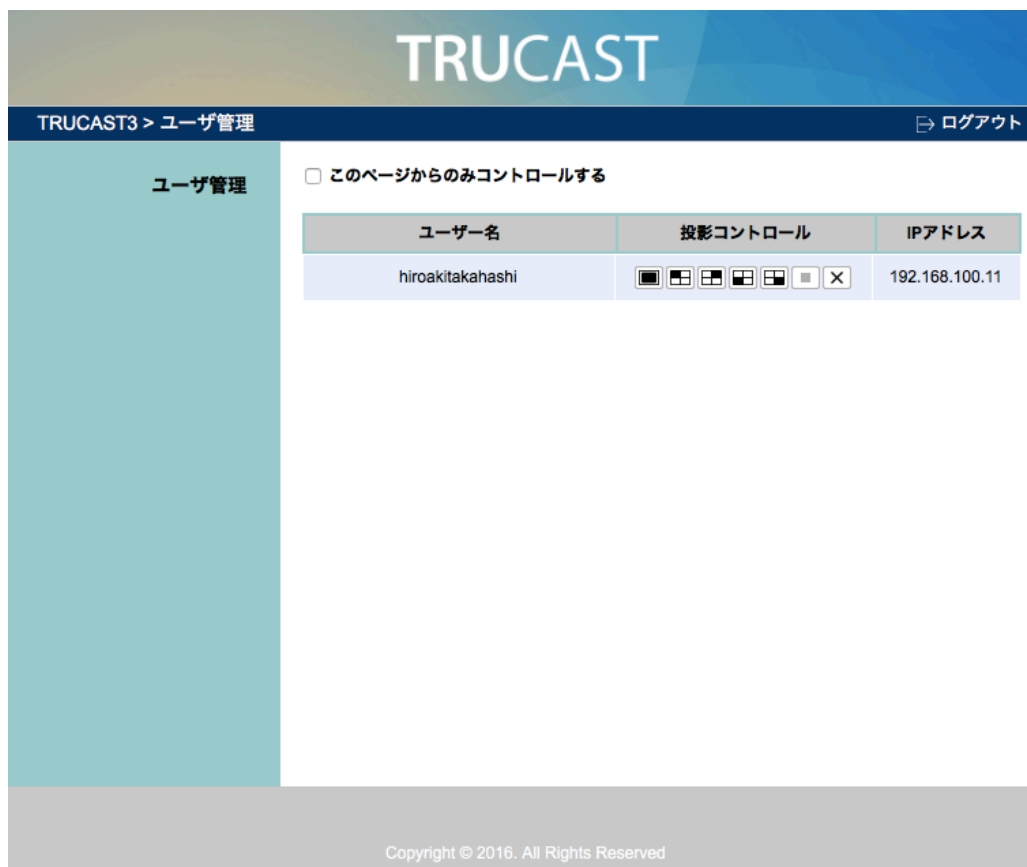 TRUCAST
TRUCAST3 > ユーザ管理 ログアウト
ユーザ管理
このページからのみコントロールする
ユーザー名 投影コントロール IPアドレス
hiroakitakahashi 192.168.100.11
Copyright © 2016. All Rights Reserved